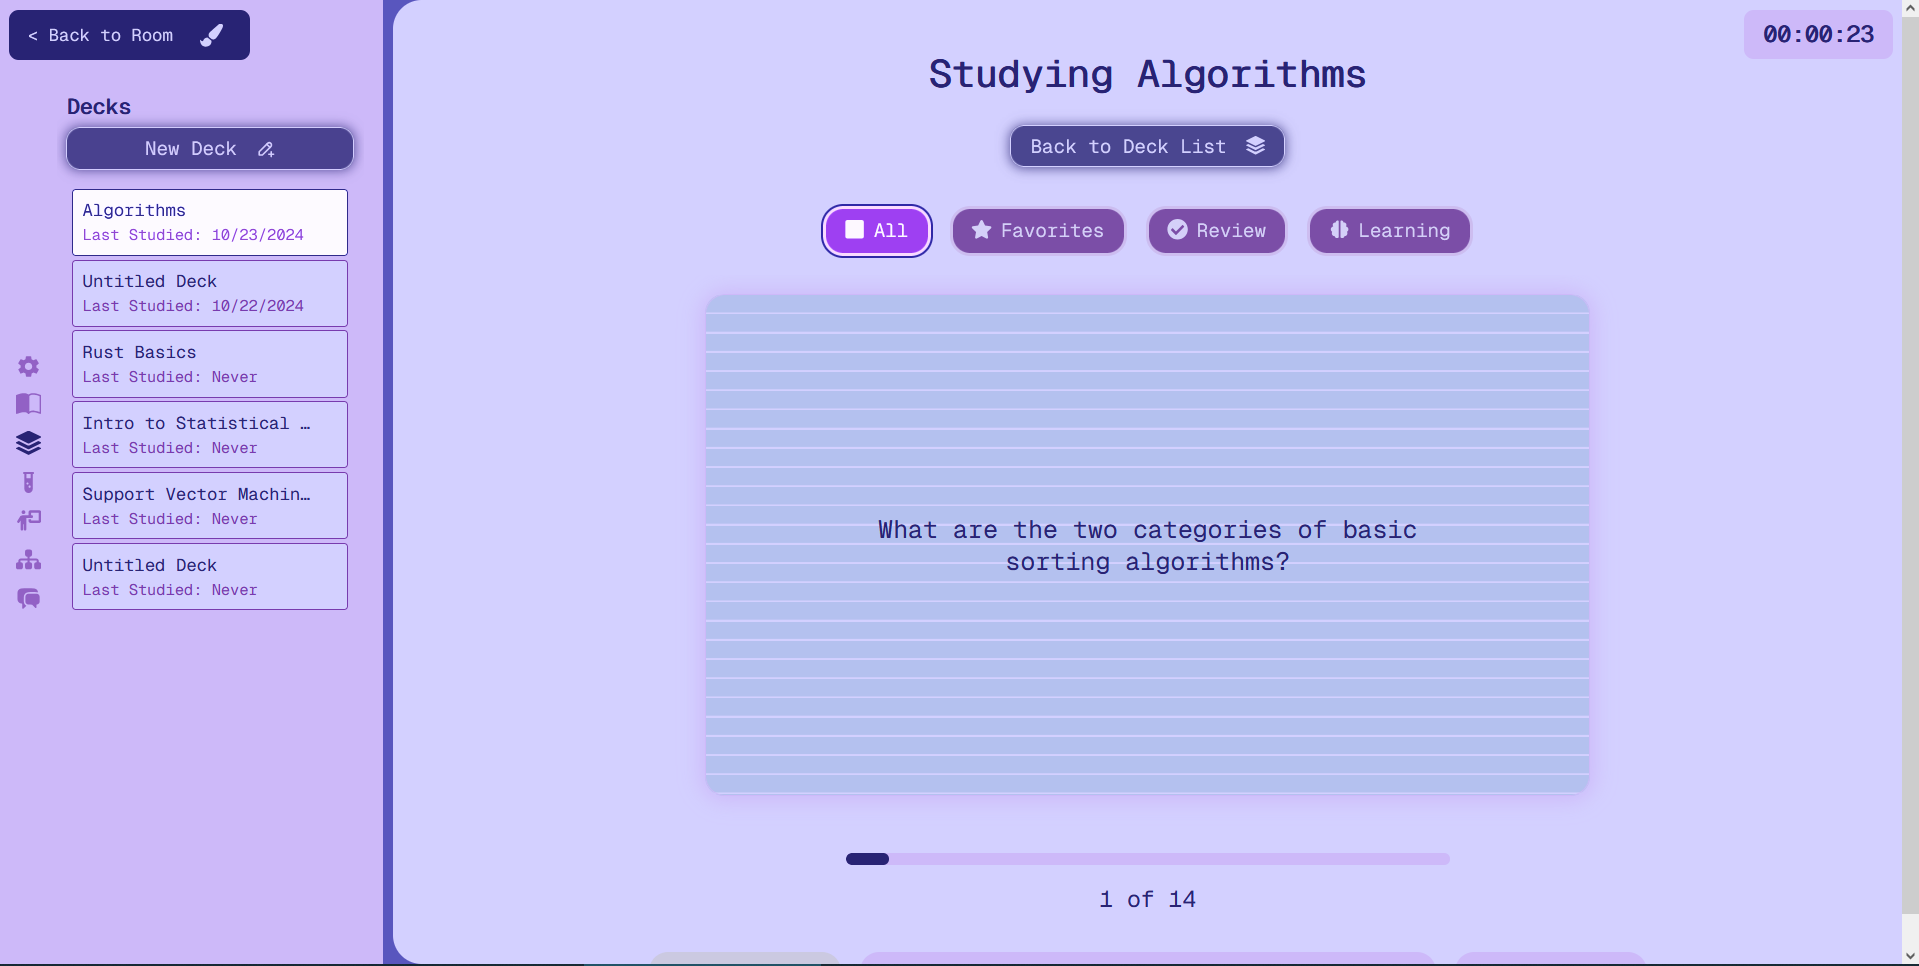 < Back to Room
Decks
New Deck
Algorithms
Last Studied: 10/23/2024
Untitled Deck
Last Studied: 10/22/2024
Rust Basics
Last Studied: Never
Intro to Statistical …
Last Studied: Never
Support Vector Machin…
Last Studied: Never
Untitled Deck
Last Studied: Never
00:00:23
Studying Algorithms
Back to Deck List
All Favorites Review Learning
What are the two categories of basic
sorting algorithms?
1 of 14